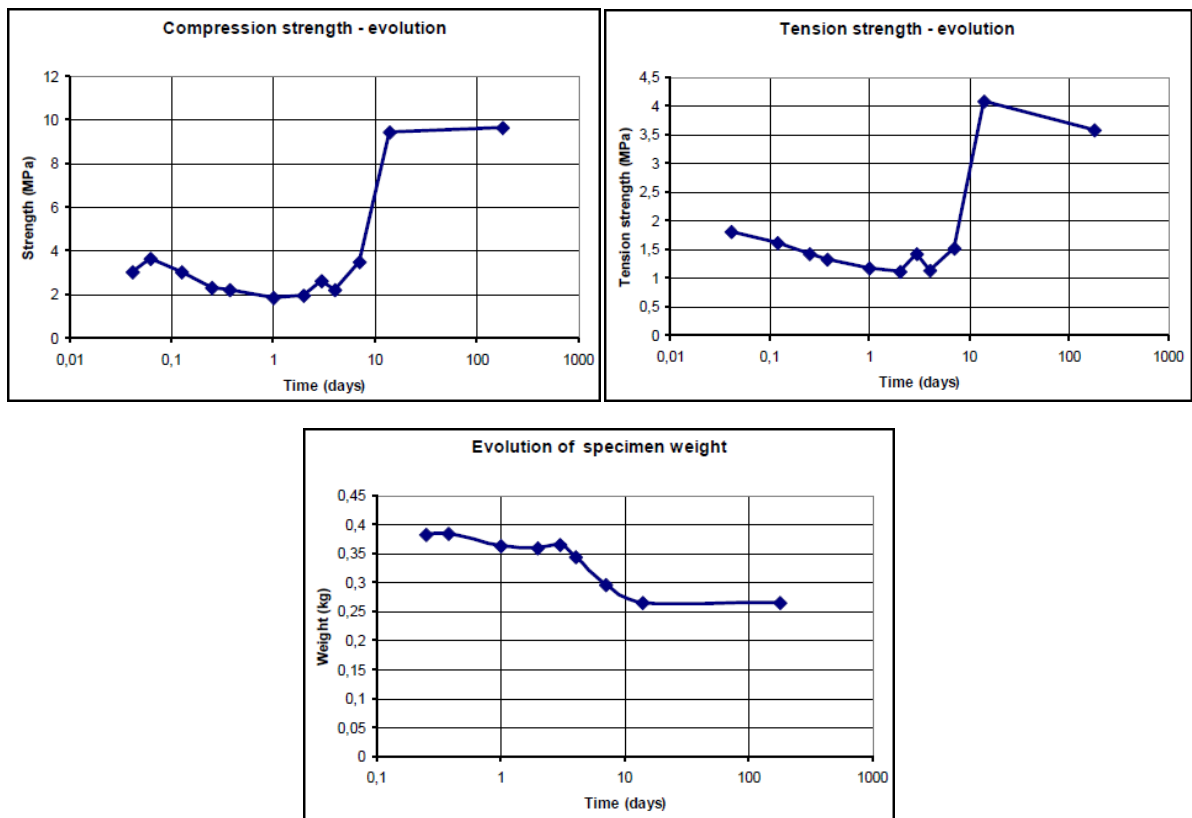 Compression strength - evolution
Strength (MPa)
12
10
8
6
4
2
0
0,01 0,1 1 10 100 1000
Time (days)
Tension strength - evolution
Tension strength (MPa)
4,5
4
3,5
3
2,5
2
1,5
1
0,5
0
0,01 0,1 1 10 100 1000
Time (days)
Evolution of specimen weight
Weight (kg)
0,45
0,4
0,35
0,3
0,25
0,2
0,15
0,1
0,05
0
0,1 1 10 100 1000
Time (days)